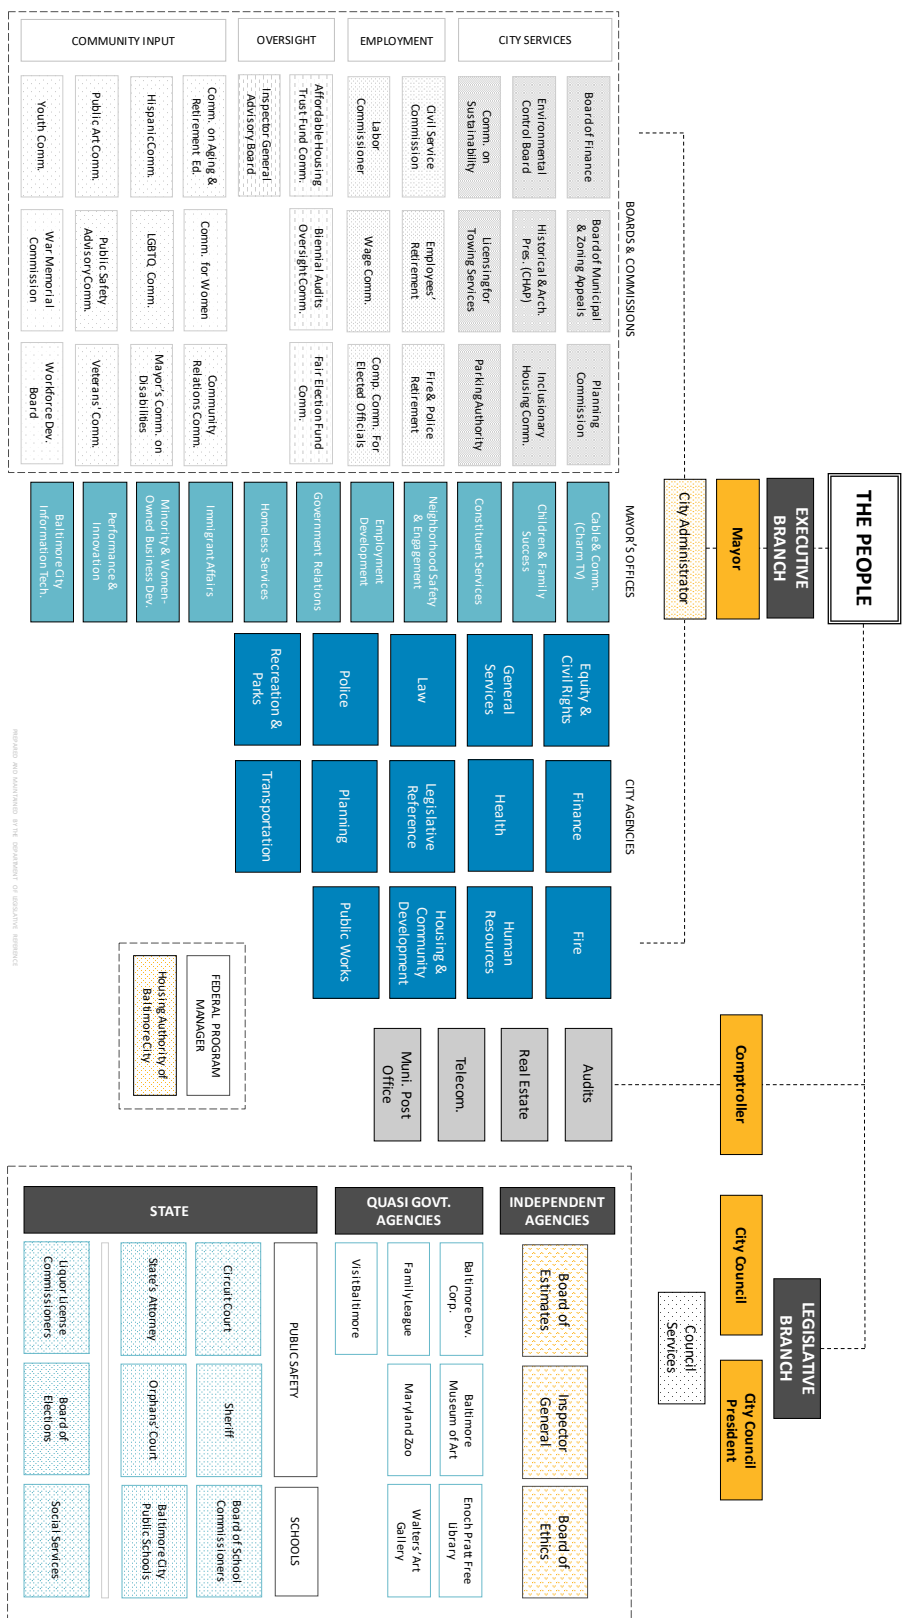 THE PEOPLE
EXECUTIVE
BRANCH
Mayor
City Administrator
Comptroller
LEGISLATIVE
BRANCH
City Council
City Council
President
Council
Services
BOARDS & COMMISSIONS
CITY SERVICES
Board of Finance
Board of Municipal
& Zoning Appeals
Planning
Commission
Environmental
Control Board
Historical & Arch.
Pres. (CHAP)
Inclusionary
Housing Comm.
Comm. on
Sustainability
Licensing for
Towing Services
Parking Authority
EMPLOYMENT
Civil Service
Commission
Employees'
Retirement
Fire & Police
Retirement
Labor
Commissioner
Wage Comm.
Comp. Comm. For
Elected Officials
OVERSIGHT
Affordable Housing
Trust Fund Comm.
Biennial Audits
Oversight Comm.
Fair Election Fund
Comm.
Inspector General
Advisory Board
COMMUNITY INPUT
Comm. on Aging &
Retirement Ed.
Comm. for Women
Community
Relations Comm.
Hispanic Comm.
LGBTQ Comm.
Mayor's Comm. on
Disabilities
Public Art Comm.
Public Safety
Advisory Comm.
Veterans' Comm.
Youth Comm.
War Memorial
Commission
Workforce Dev.
Board
MAYOR'S OFFICES
Cable & Comm.
(Charm TV)
Children & Family
Success
Constituent Services
Neighborhood Safety
& Engagement
Employment
Development
Government Relations
Homeless Services
Immigrant Affairs
Minority & Women-
Owned Business Dev.
Performance &
Innovation
Baltimore City
Information Tech.
CITY AGENCIES
Equity &
Civil Rights
Finance
Fire
General
Services
Health
Human
Resources
Law
Legislative
Reference
Housing &
Community
Development
Police
Planning
Public Works
Recreation &
Parks
Transportation
Audits
Real Estate
Telecom.
Muni. Post
Office
FEDERAL PROGRAM
MANAGER
Housing Authority of
Baltimore City
INDEPENDENT
AGENCIES
Board of
Estimates
Inspector
General
Board of
Ethics
QUASI GOVT.
AGENCIES
Baltimore Dev.
Corp.
Baltimore
Museum of Art
Enoch Pratt Free
Library
Family League
Maryland Zoo
Walters' Art
Gallery
Visit Baltimore
STATE
PUBLIC SAFETY
SCHOOLS
Circuit Court
Sheriff
Board of School
Commissioners
State's Attorney
Orphans' Court
Baltimore City
Public Schools
Liquor License
Commissioners
Board of
Elections
Social Services
PREPARED AND MAINTAINED BY THE DEPARTMENT OF LEGISLATIVE REFERENCE